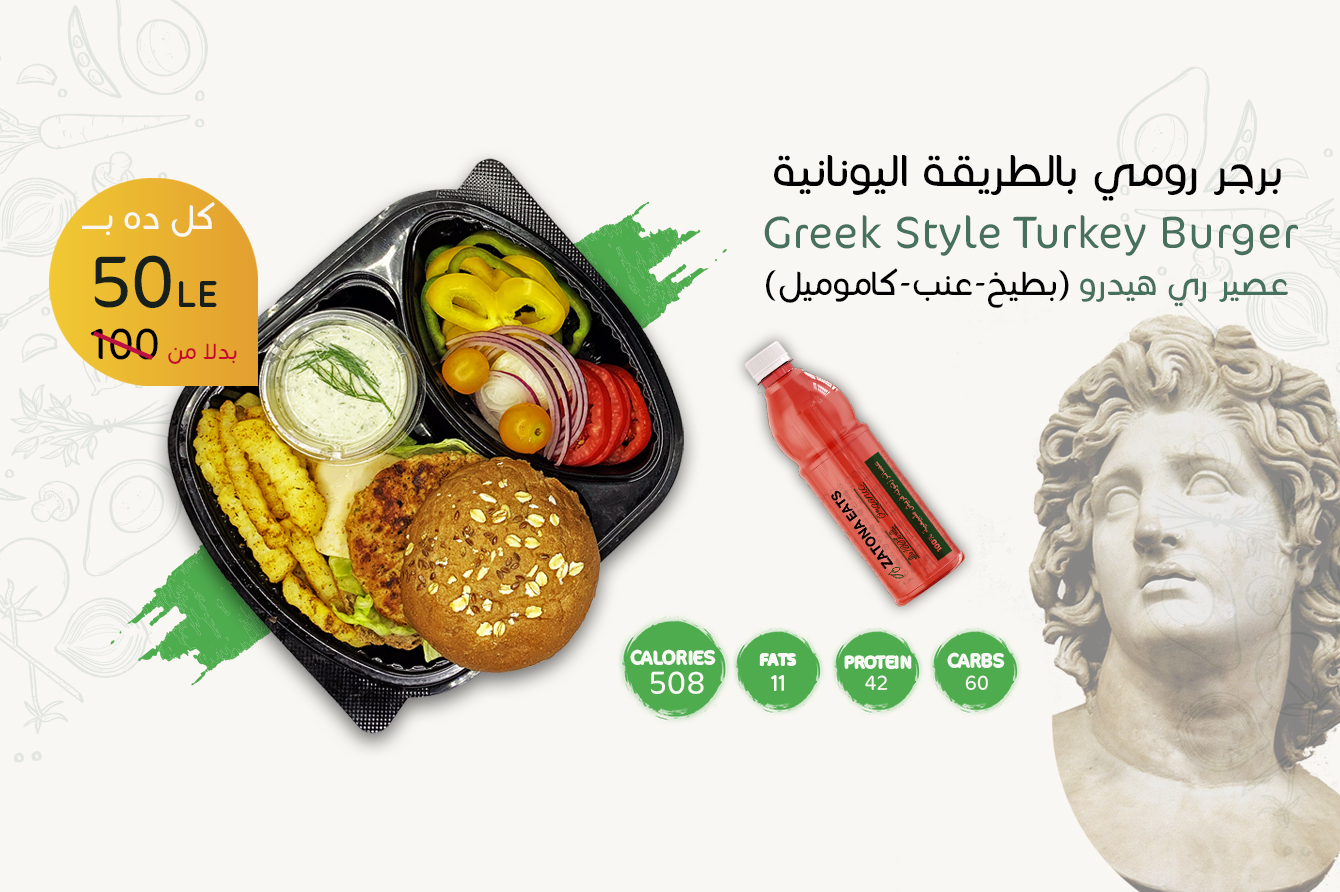 برجر رومي بالطريقة اليونانية
Greek Style Turkey Burger
عصير ري هيدرو (بطيخ-عنب-كاموميل)
كل ده بـ
50LE
بدلا من 100
ZATONA EATS
100%
CALORIES
508
FATS
11
PROTEIN
42
CARBS
60